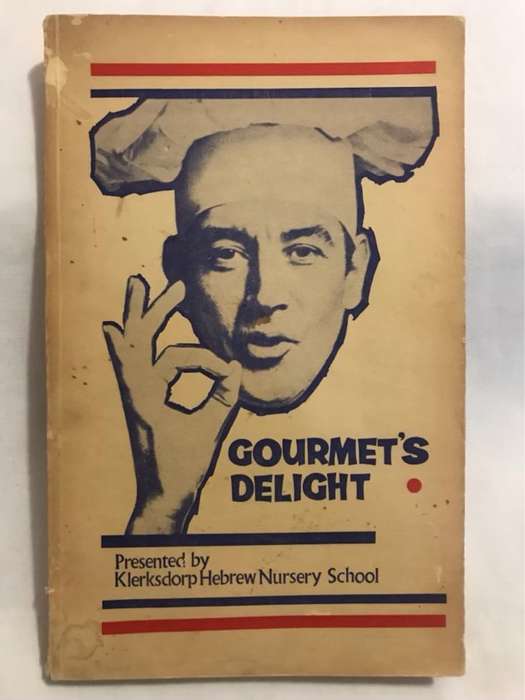 GOURMET'S
DELIGHT
Presented by
Klerksdorp Hebrew Nursery School